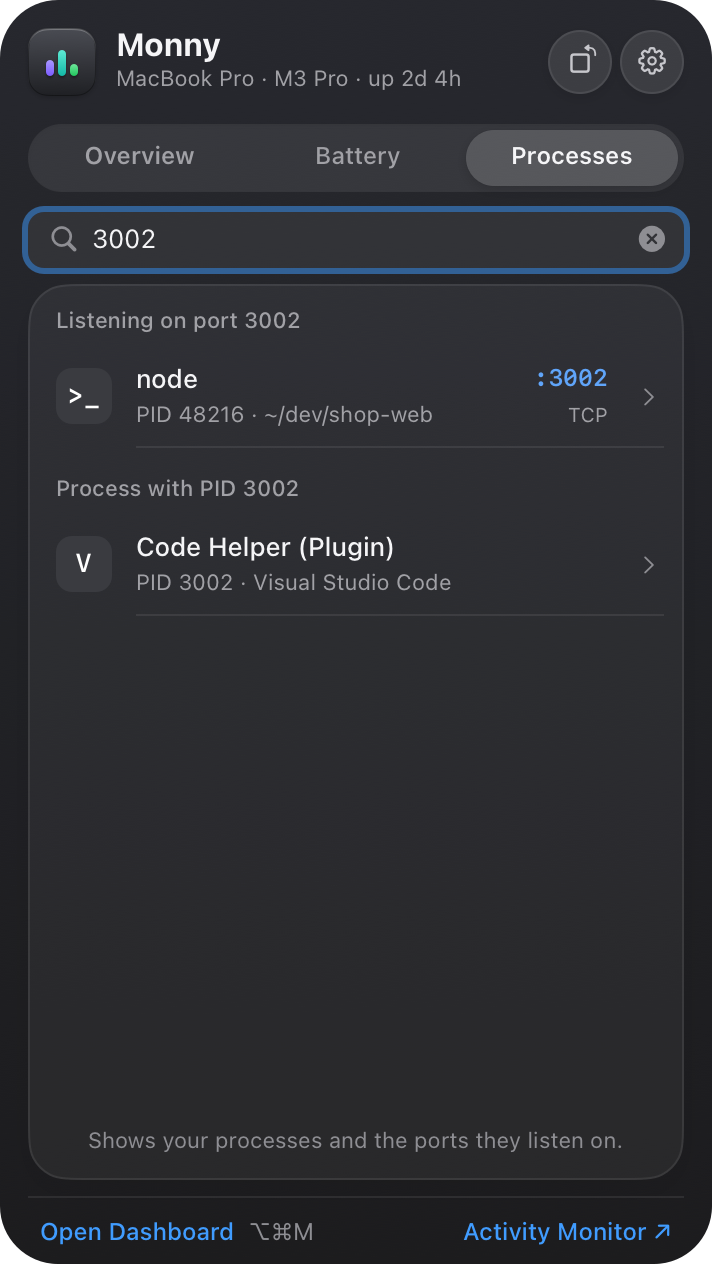 Monny
MacBook Pro · M3 Pro · up 2d 4h
Overview Battery Processes
3002
Listening on port 3002
>_ node :3002
PID 48216 · ~/dev/shop-web TCP
Process with PID 3002
V Code Helper (Plugin)
PID 3002 · Visual Studio Code
Shows your processes and the ports they listen on.
Open Dashboard ⌥⌘M Activity Monitor ↗